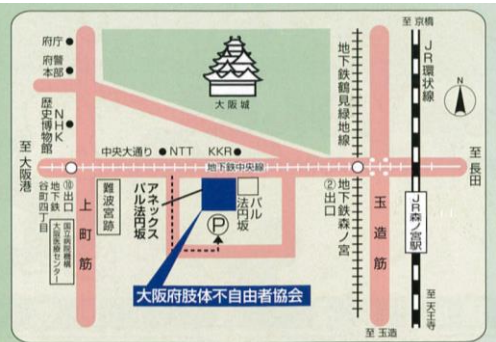 至 京橋
JR環状線
N
府庁
府警本部
大阪城
地下鉄鶴見緑地線
NHK
歴史博物館
中央大通り
NTT
KKR
至 大阪港
地下鉄中央線
至 長田
⑩出口
地下鉄
谷町四丁目
国立病院機構
大阪医療センター
上町筋
難波宮跡
アネックス
パル法円坂
パル
法円坂
P
②出口
地下鉄森ノ宮
玉造筋
JR森ノ宮駅
大阪府肢体不自由者協会
至 玉造
至 天王寺